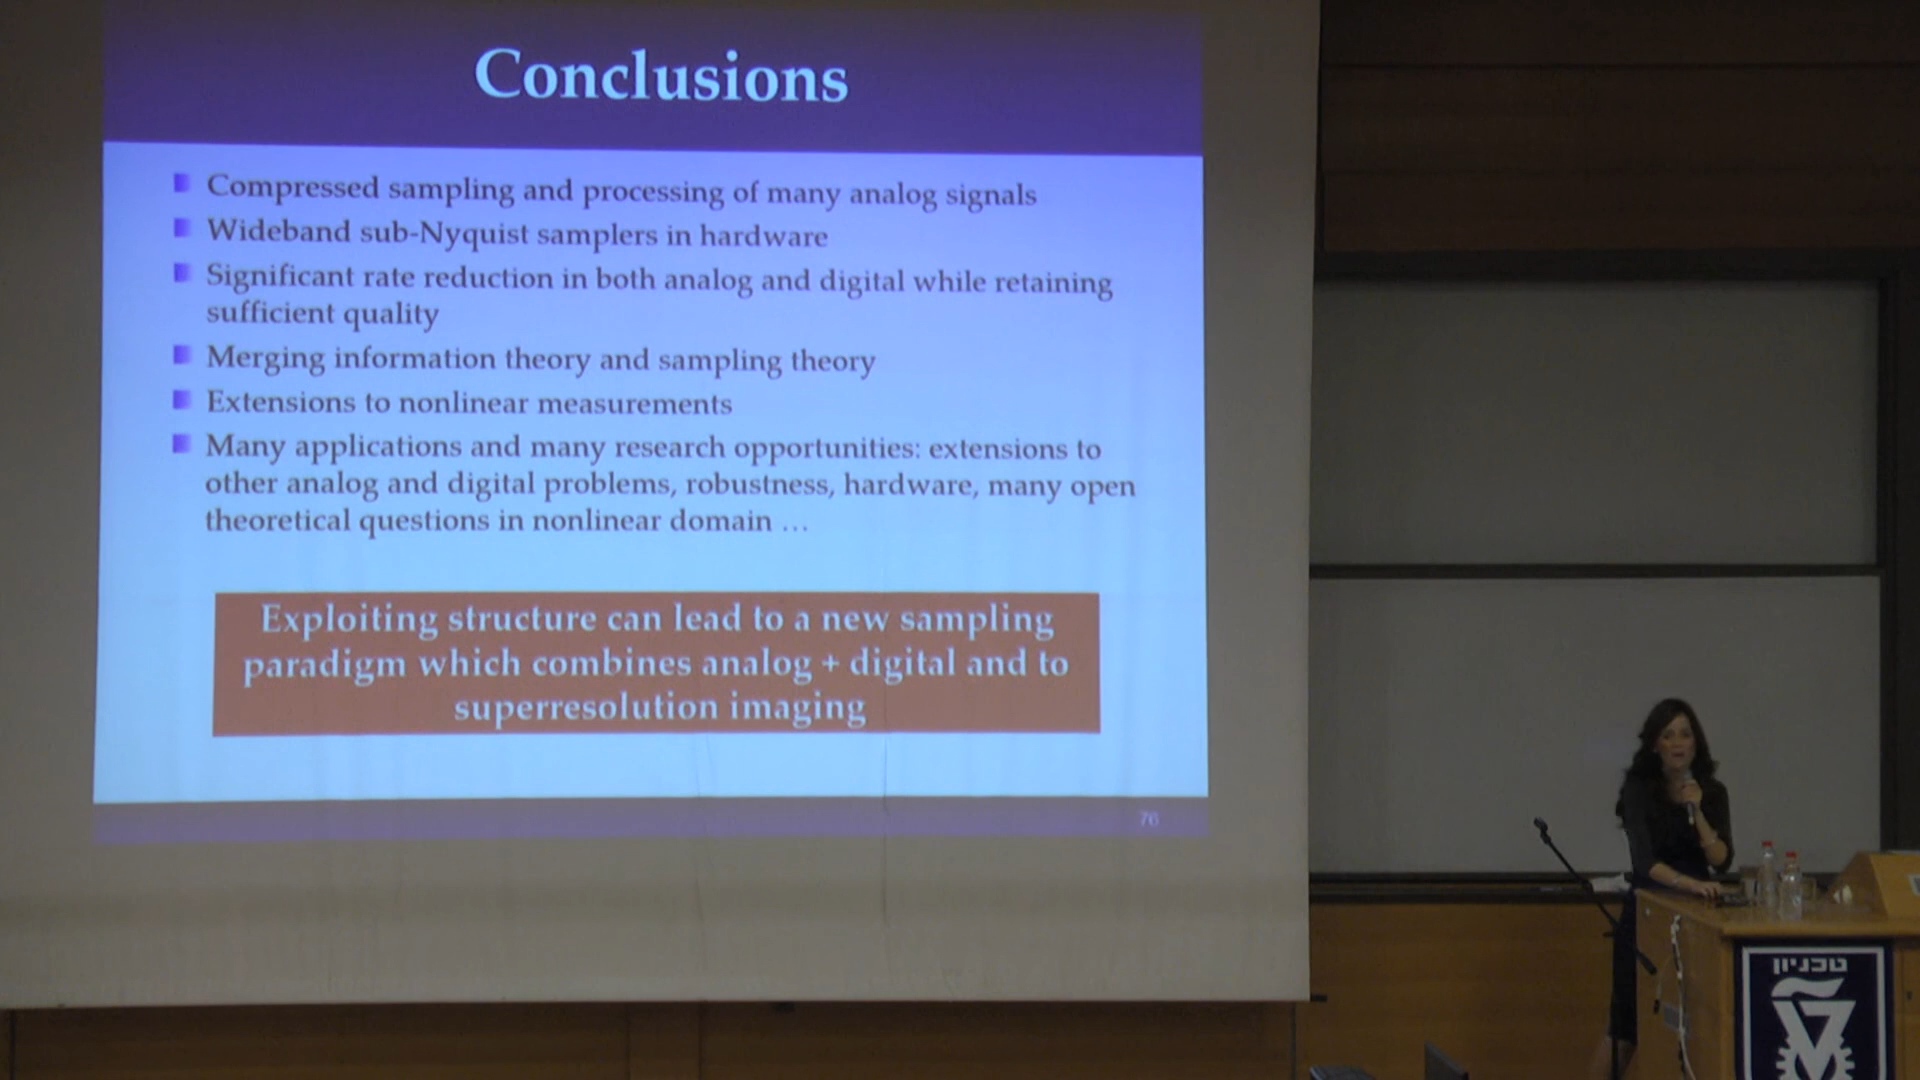 Conclusions
Compressed sampling and processing of many analog signals
Wideband sub-Nyquist samplers in hardware
Significant rate reduction in both analog and digital while retaining
sufficient quality
Merging information theory and sampling theory
Extensions to nonlinear measurements
Many applications and many research opportunities: extensions to
other analog and digital problems, robustness, hardware, many open
theoretical questions in nonlinear domain ...
Exploiting structure can lead to a new sampling
paradigm which combines analog + digital and to
superresolution imaging
76
טכניון